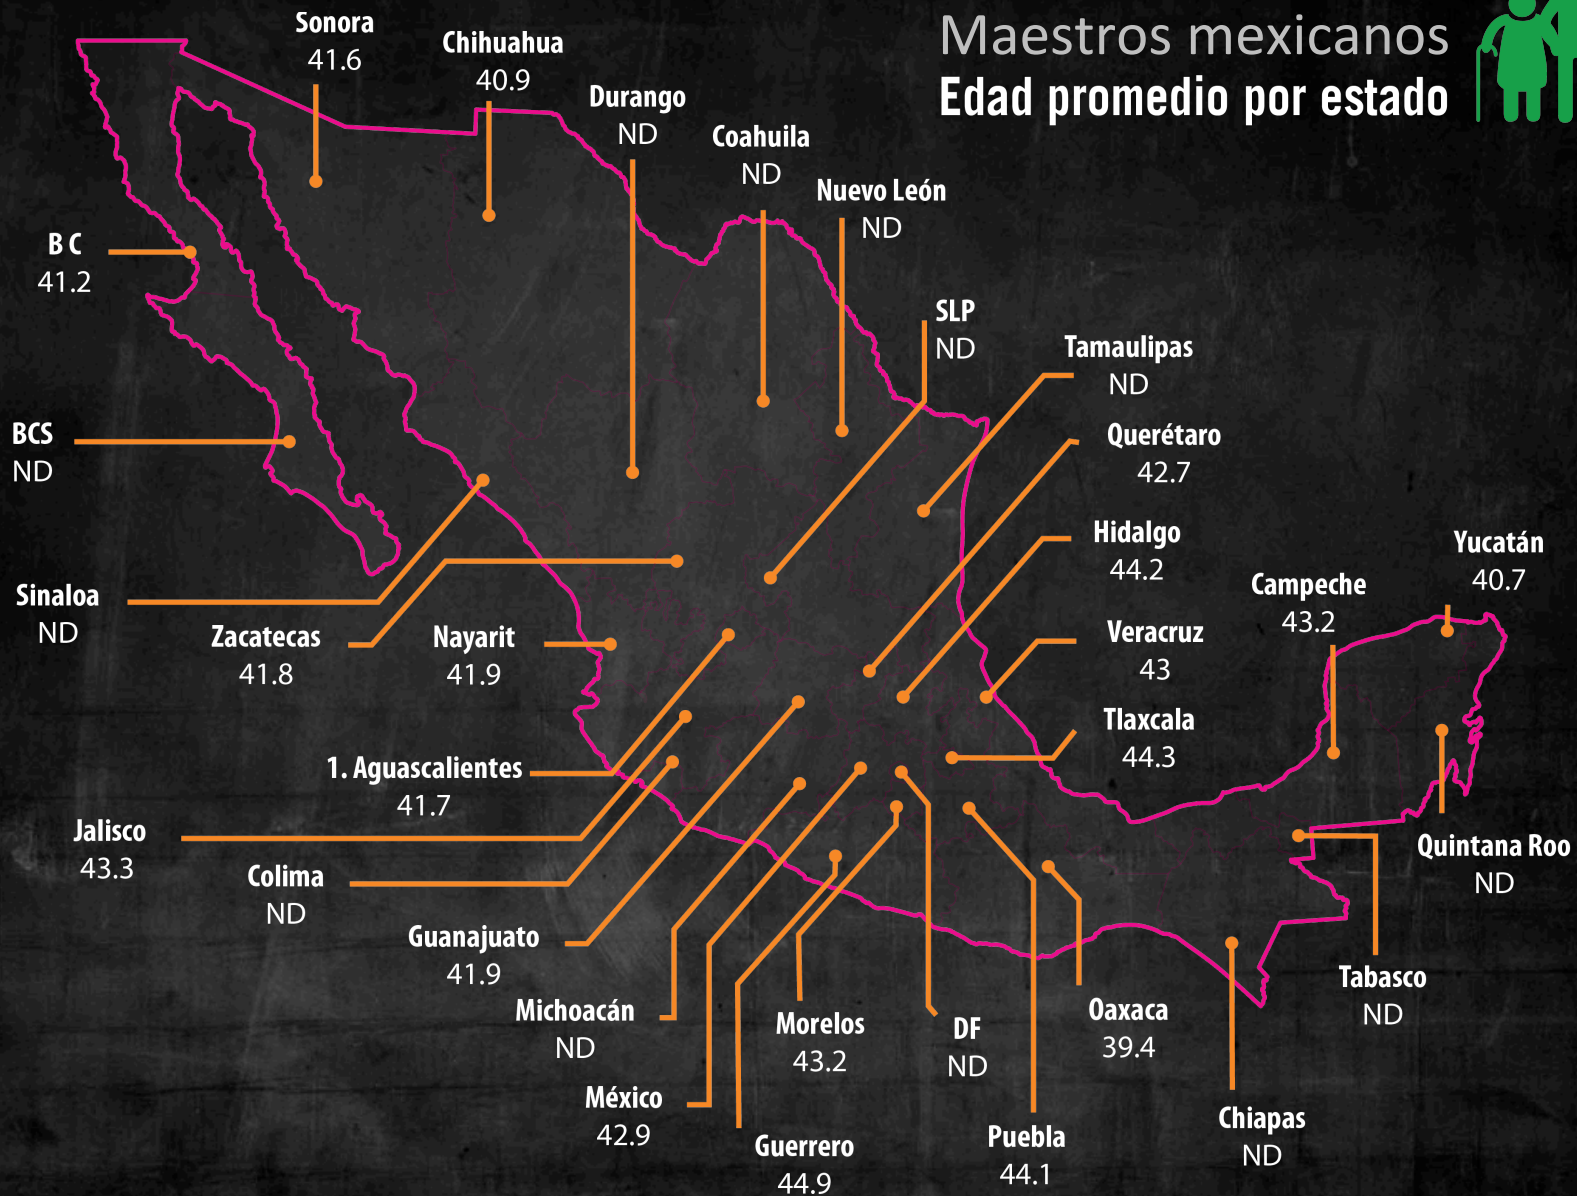 Maestros mexicanos
Edad promedio por estado
Sonora
41.6
Chihuahua
40.9
Durango
ND
Coahuila
ND
Nuevo León
ND
B C
41.2
SLP
ND
Tamaulipas
ND
BCS
ND
Querétaro
42.7
Hidalgo
44.2
Yucatán
40.7
Campeche
43.2
Sinaloa
ND
Zacatecas
41.8
Nayarit
41.9
Veracruz
43
Tlaxcala
44.3
1. Aguascalientes
41.7
Jalisco
43.3
Quintana Roo
ND
Colima
ND
Guanajuato
41.9
Tabasco
ND
Michoacán
ND
Morelos
43.2
DF
ND
Oaxaca
39.4
México
42.9
Guerrero
44.9
Puebla
44.1
Chiapas
ND